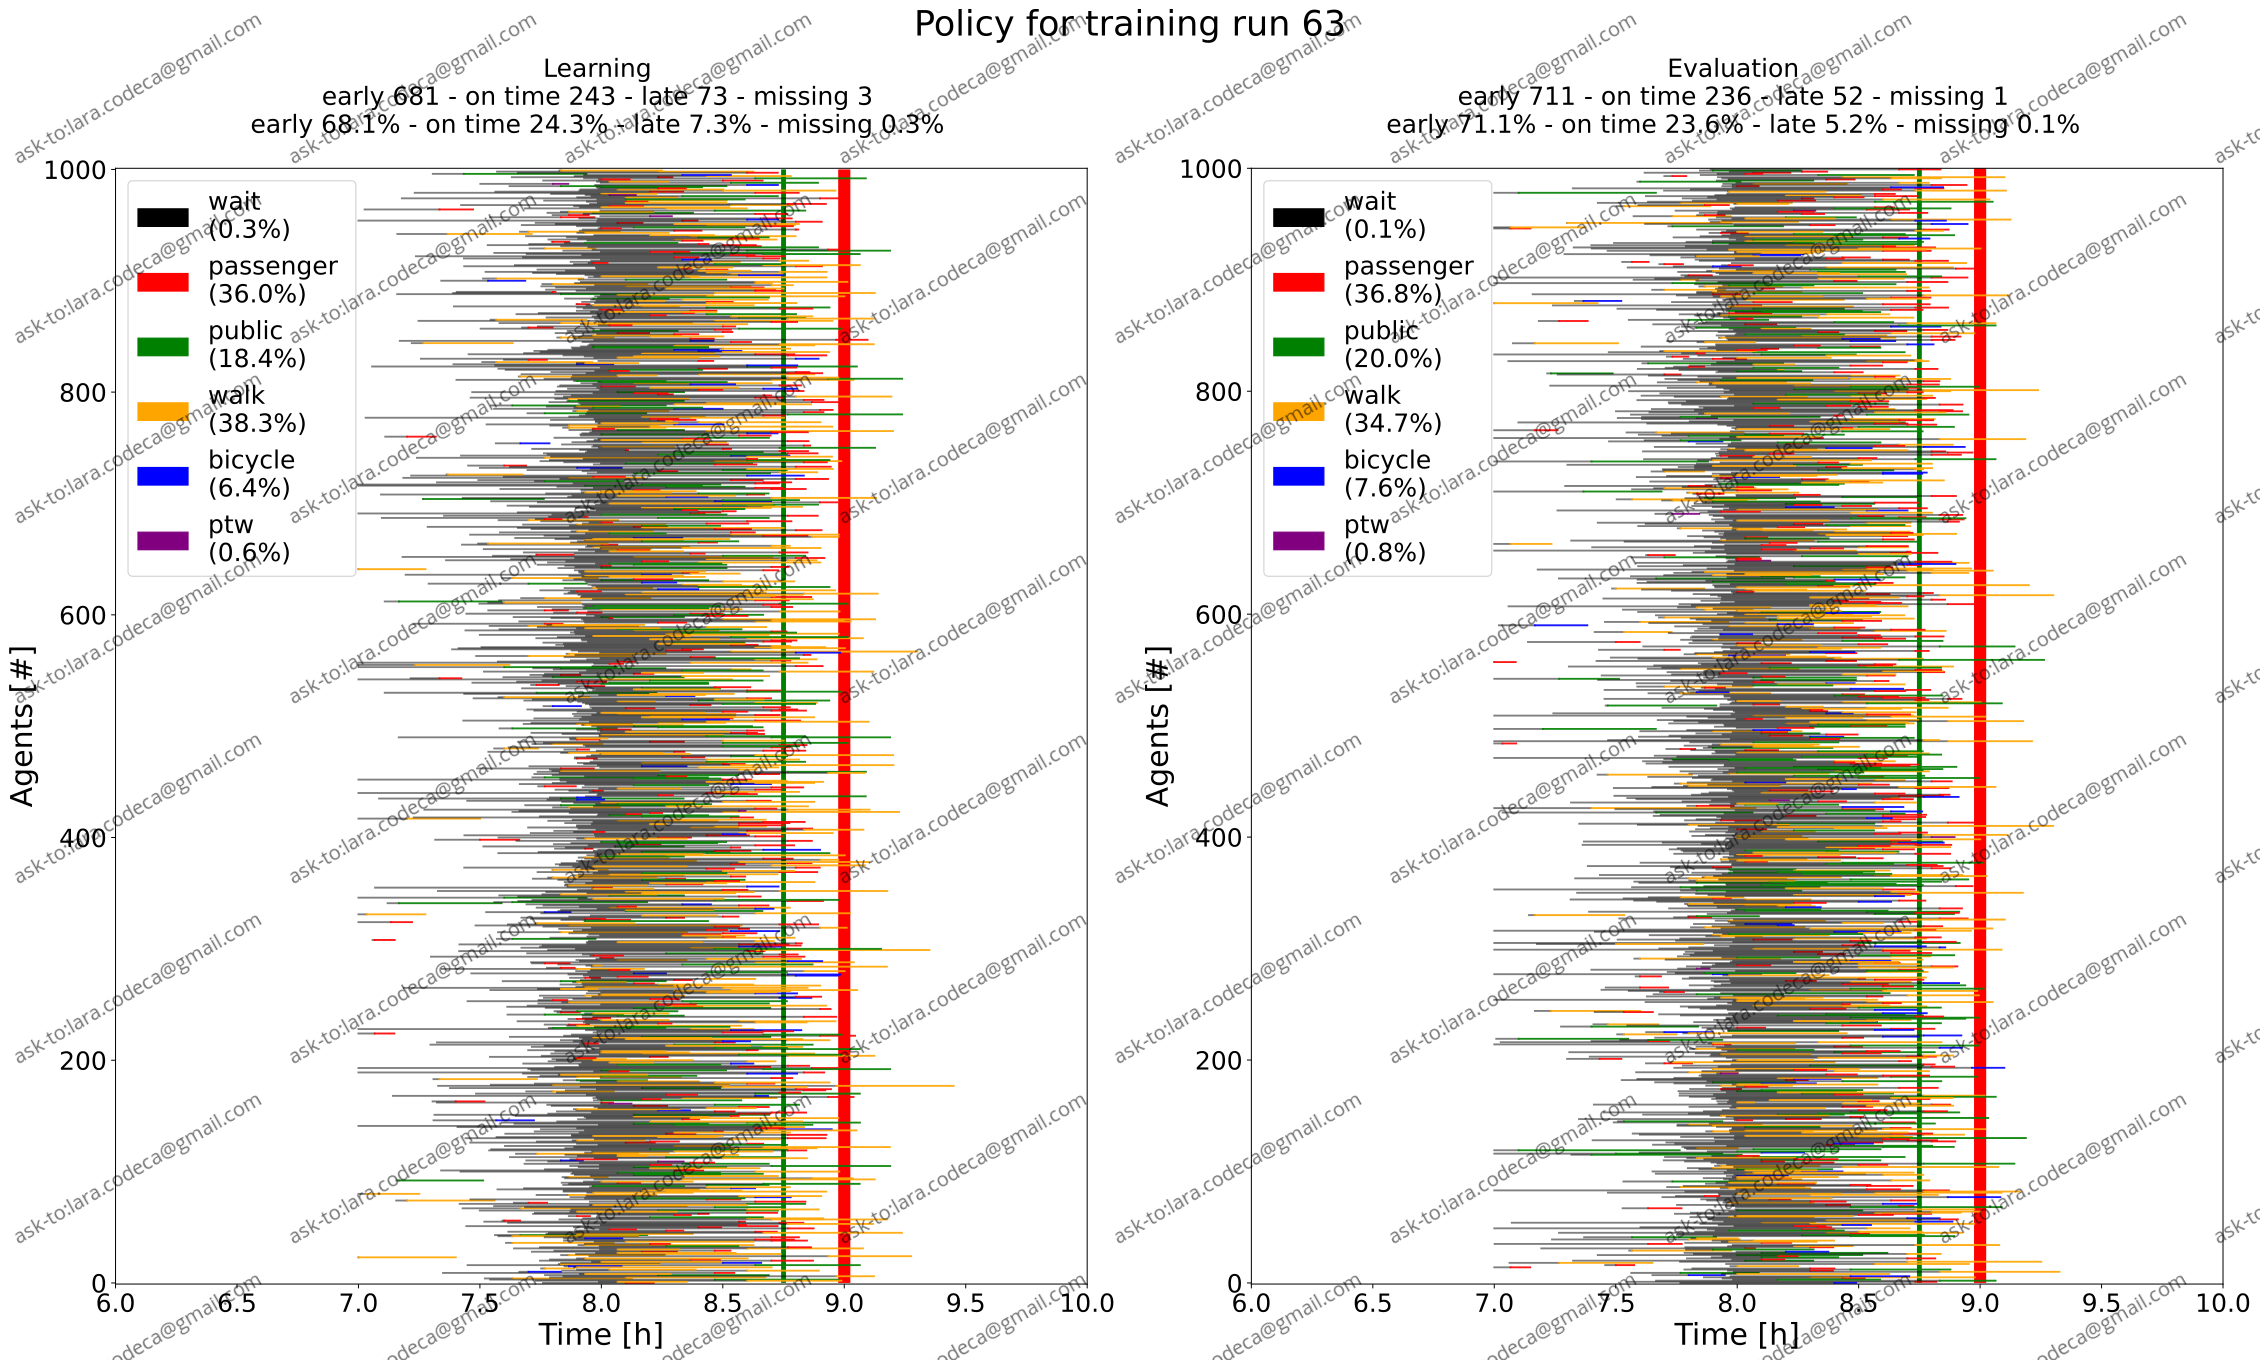 Policy for training run 63
Learning
early 681 - on time 243 - late 73 - missing 3
early 68.1% - on time 24.3% - late 7.3% - missing 0.3%
Agents [#]
1000
800
600
400
200
0
wait
(0.3%)
passenger
(36.0%)
public
(18.4%)
walk
(38.3%)
bicycle
(6.4%)
ptw
(0.6%)
6.0 6.5 7.0 7.5 8.0 8.5 9.0 9.5 10.0
Time [h]
Evaluation
early 711 - on time 236 - late 52 - missing 1
early 71.1% - on time 23.6% - late 5.2% - missing 0.1%
Agents [#]
1000
800
600
400
200
0
wait
(0.1%)
passenger
(36.8%)
public
(20.0%)
walk
(34.7%)
bicycle
(7.6%)
ptw
(0.8%)
6.0 6.5 7.0 7.5 8.0 8.5 9.0 9.5 10.0
Time [h]
ask-to:lara.codeca@gmail.com